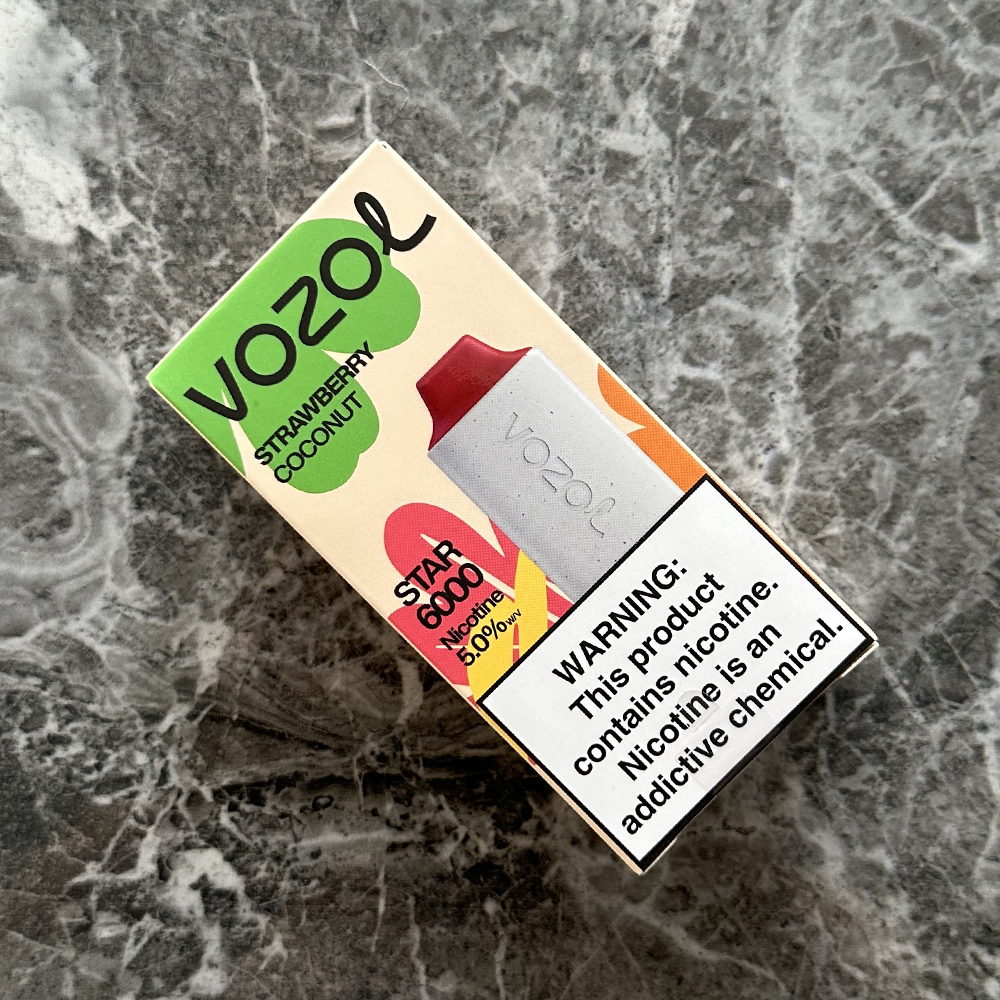 VOZOL
STRAWBERRY
COCONUT
VOZOL
STAR
6000
Nicotine
5.0% w/v
WARNING:
This product
contains nicotine.
Nicotine is an
addictive chemical.